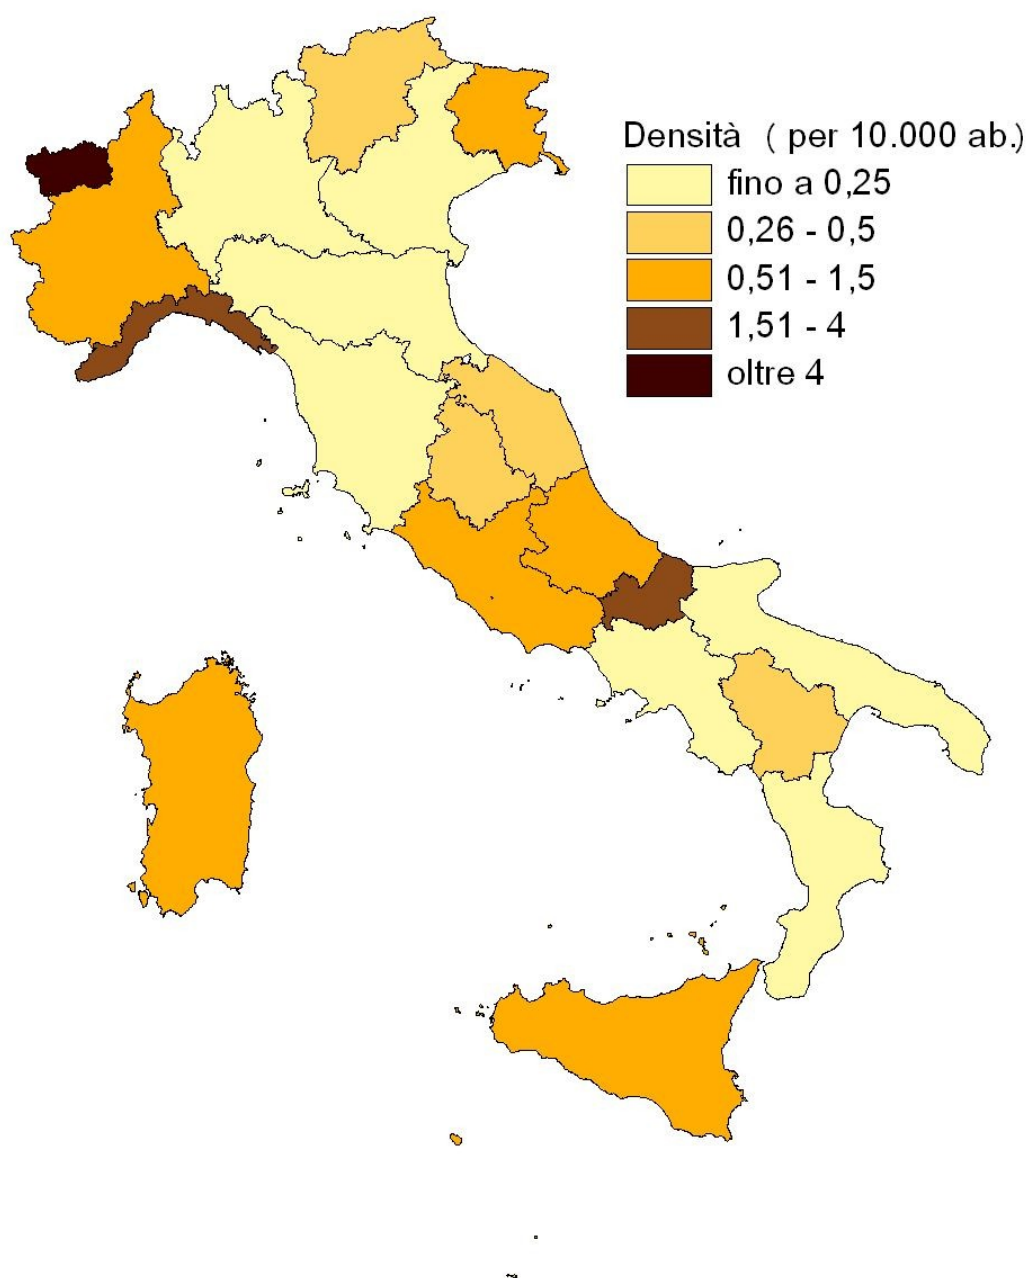 Densità ( per 10.000 ab.)
fino a 0,25
0,26 - 0,5
0,51 - 1,5
1,51 - 4
oltre 4